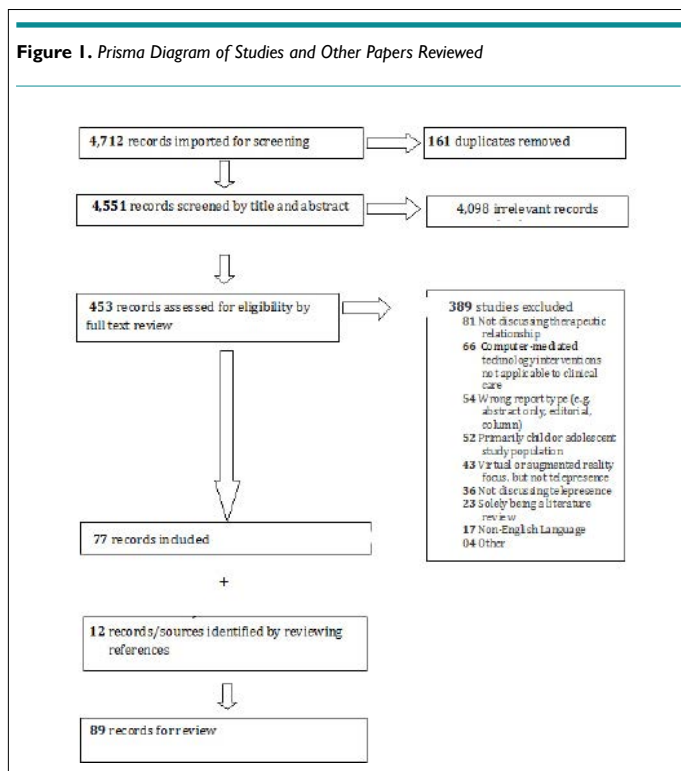 Figure 1. Prisma Diagram of Studies and Other Papers Reviewed
4,712 records imported for screening
161 duplicates removed
4,551 records screened by title and abstract
4,098 irrelevant records
453 records assessed for eligibility by
full text review
389 studies excluded
81 Not discussing therapeutic
relationship
66 Computer-mediated
technology interventions
not applicable to clinical
care
54 Wrong report type (e.g.
abstract only, editorial,
column)
52 Primarily child or adolescent
study population
43 Virtual or augmented reality
focus, but not telepresence
36 Not discussing telepresence
23 Solely being a literature
review
17 Non-English Language
04 Other
77 records included
+
12 records/sources identified by reviewing
references
89 records for review